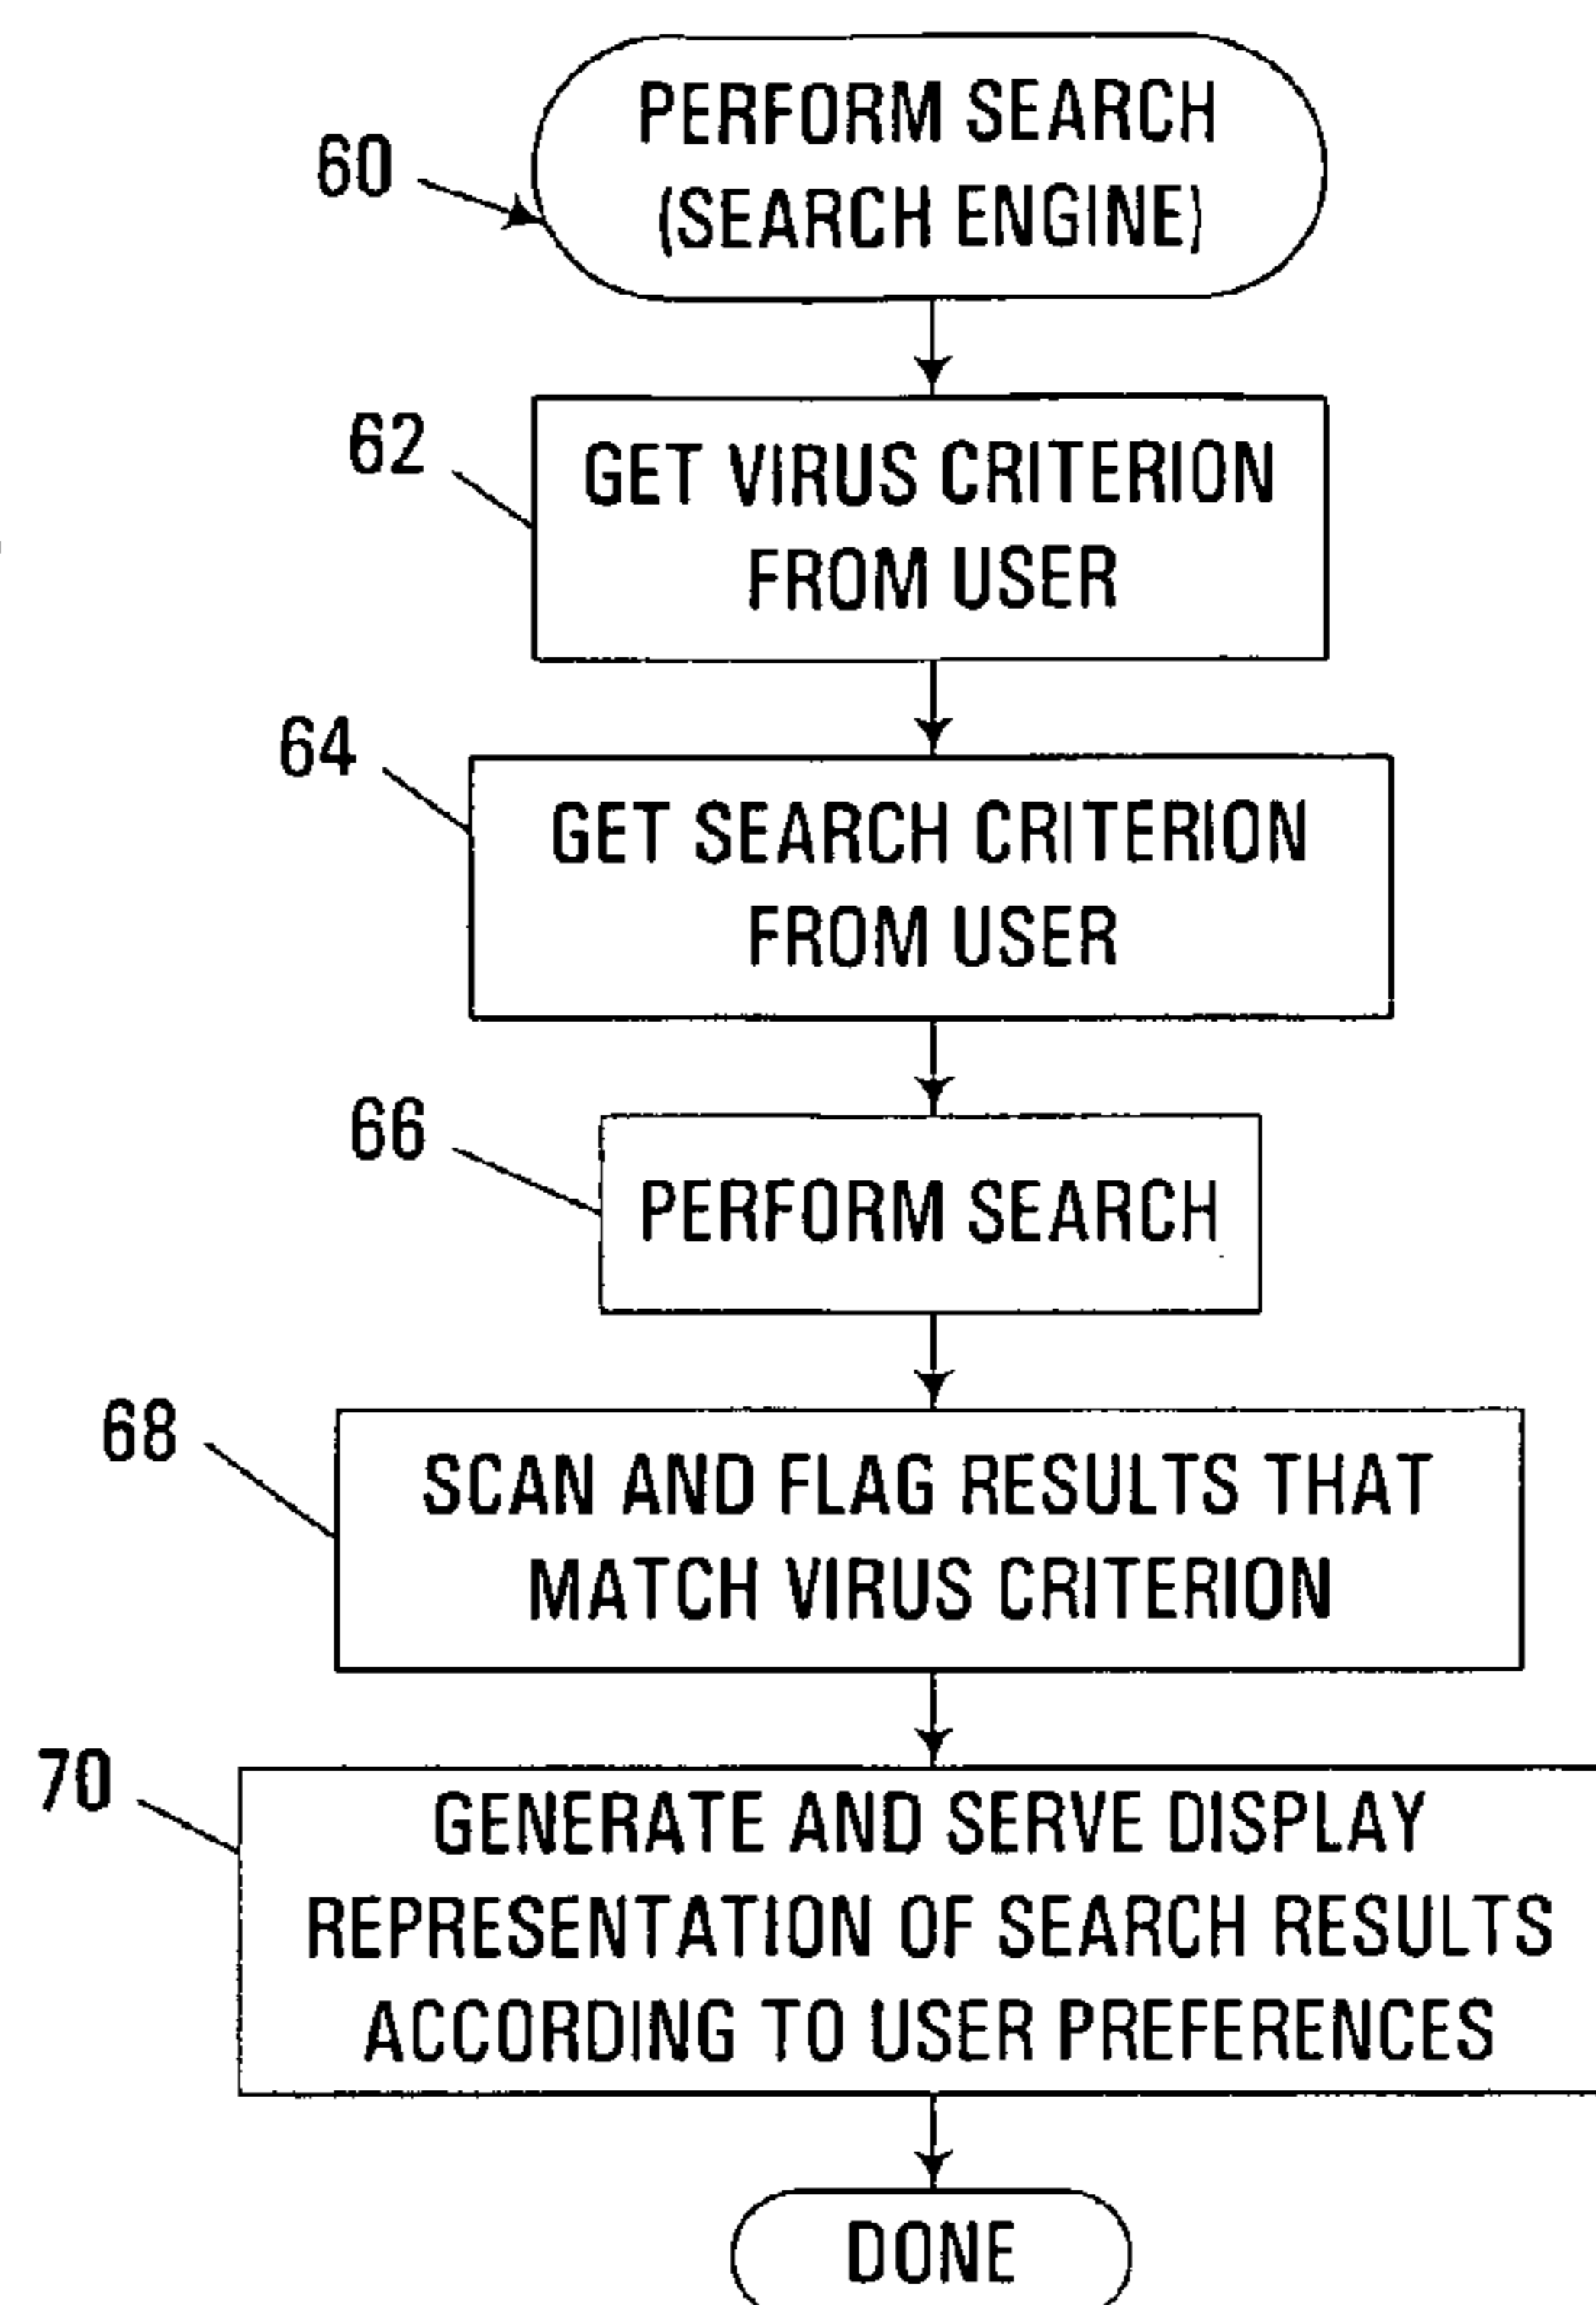 PERFORM SEARCH
(SEARCH ENGINE)
60
62
GET VIRUS CRITERION
FROM USER
64
GET SEARCH CRITERION
FROM USER
66
PERFORM SEARCH
68
SCAN AND FLAG RESULTS THAT
MATCH VIRUS CRITERION
70
GENERATE AND SERVE DISPLAY
REPRESENTATION OF SEARCH RESULTS
ACCORDING TO USER PREFERENCES
DONE